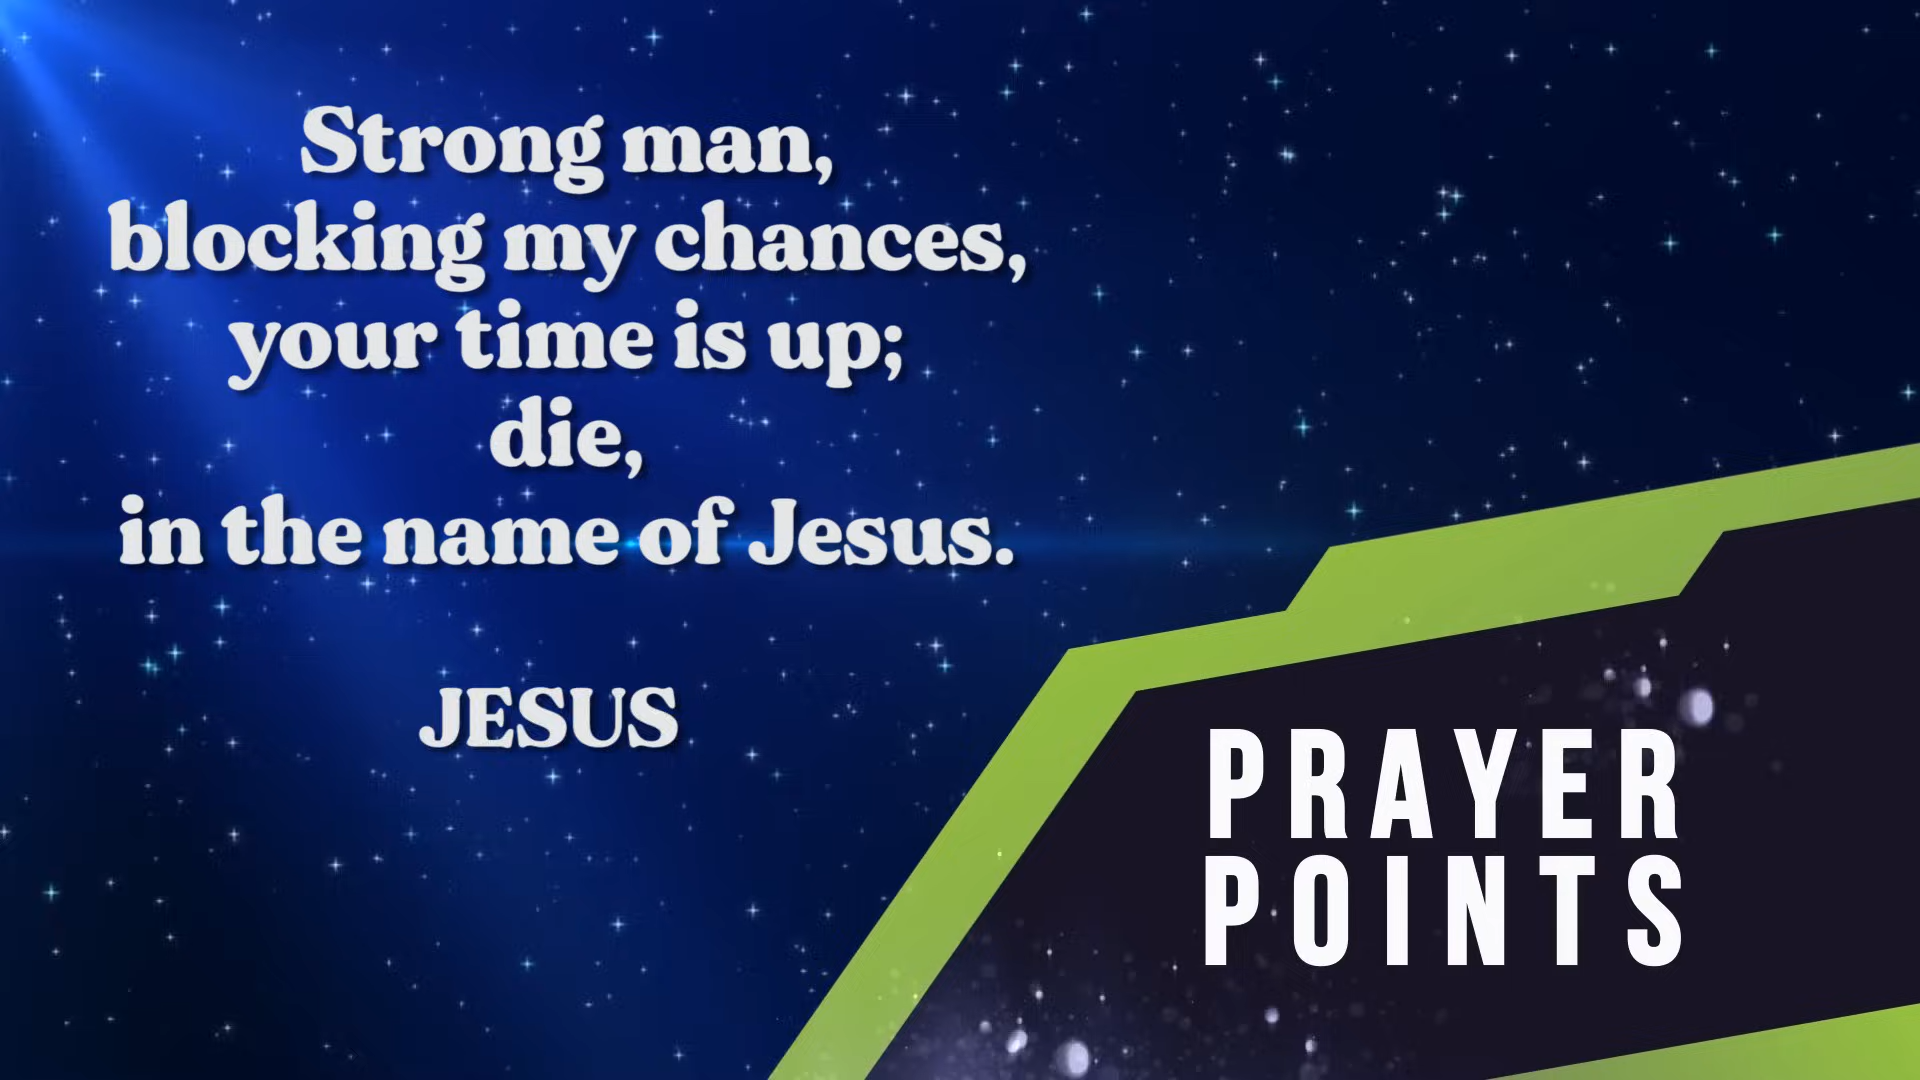 Strong man,
blocking my chances,
your time is up;
die,
in the name of Jesus.
JESUS
PRAYER
POINTS